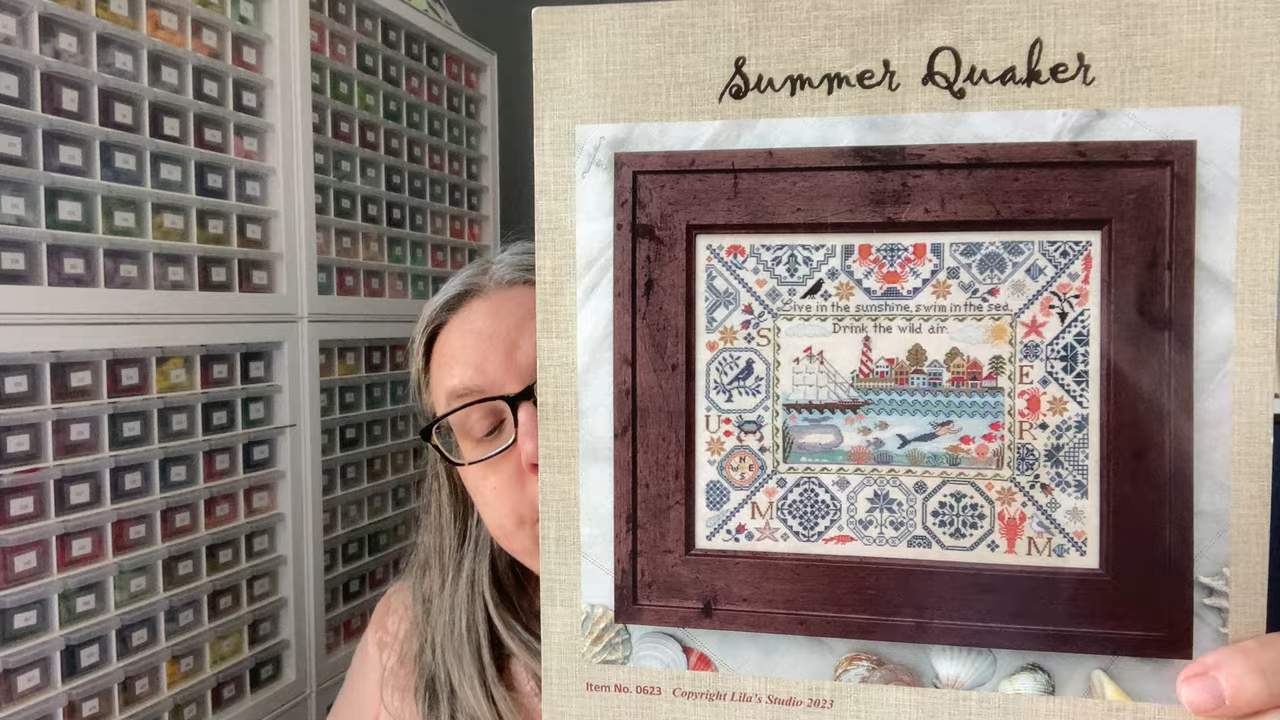 Summer Quaker
Live in the sunshine, swim in the sea,
Drink the wild air.
S
E
U
R
N
W E
S
M
M
Item No. 0623 Copyright Lila's Studio 2023